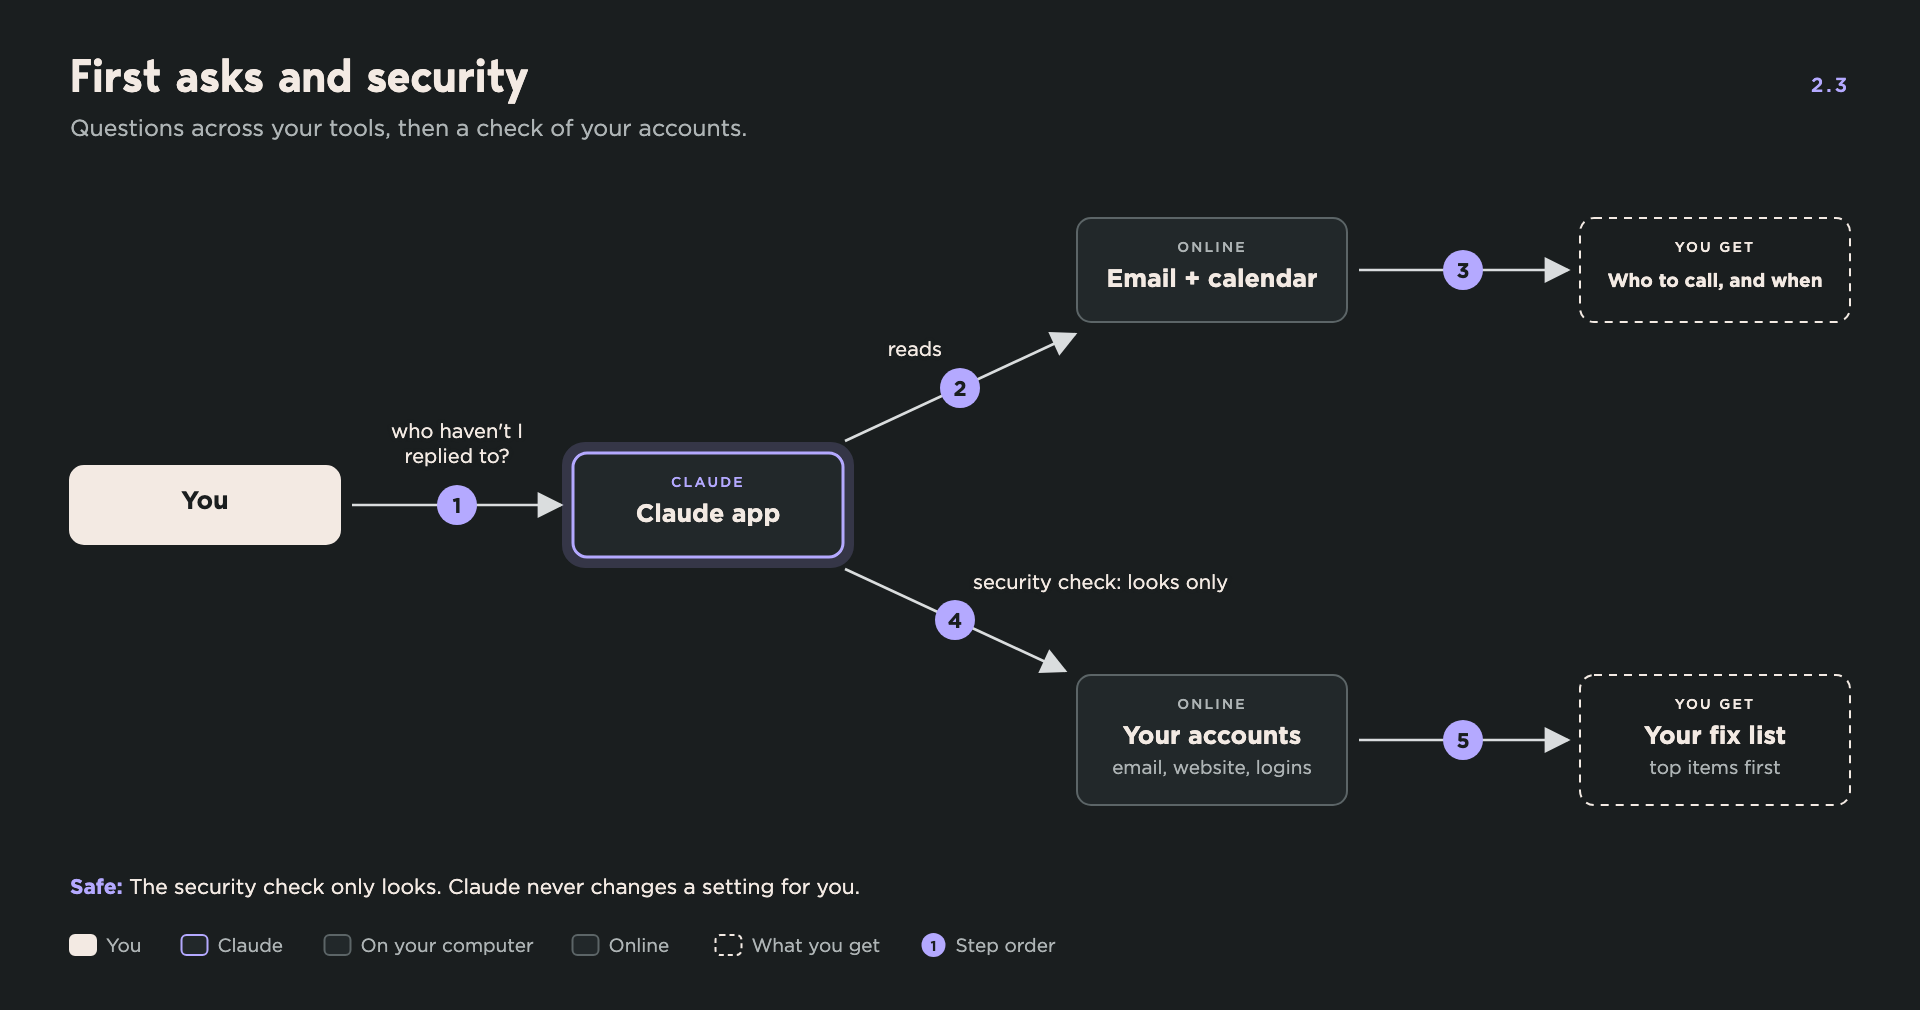 First asks and security
2.3
Questions across your tools, then a check of your accounts.
ONLINE
Email + calendar
3
YOU GET
Who to call, and when
reads
2
who haven't I
replied to?
You
1
CLAUDE
Claude app
security check: looks only
4
ONLINE
Your accounts
email, website, logins
5
YOU GET
Your fix list
top items first
Safe: The security check only looks. Claude never changes a setting for you.
You
Claude
On your computer
Online
What you get
1
Step order